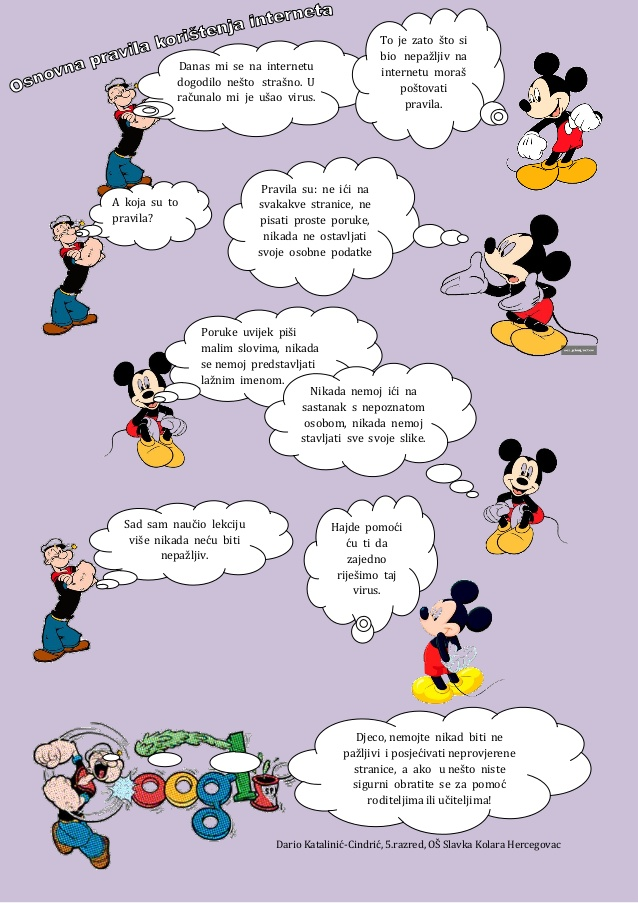 Osnovna pravila korištenja interneta
Danas mi se na internetu
dogodilo nešto strašno. U
računalo mi je ušao virus.
To je zato što si
bio nepažljiv na
internetu moraš
poštovati
pravila.
A koja su to
pravila?
Pravila su: ne ići na
svakakve stranice, ne
pisati proste poruke,
nikada ne ostavljati
svoje osobne podatke
Poruke uvijek piši
malim slovima, nikada
se nemoj predstavljati
lažnim imenom.
Nikada nemoj ići na
sastanak s nepoznatom
osobom, nikada nemoj
stavljati sve svoje slike.
Sad sam naučio lekciju
više nikada neću biti
nepažljiv.
Hajde pomoći
ću ti da
zajedno
riješimo taj
virus.
Djeco, nemojte nikad biti ne
pažljivi i posjećivati neprovjerene
stranice, a ako u nešto niste
sigurni obratite se za pomoć
roditeljima ili učiteljima!
Dario Katalinić-Cindrić, 5.razred, OŠ Slavka Kolara Hercegovac